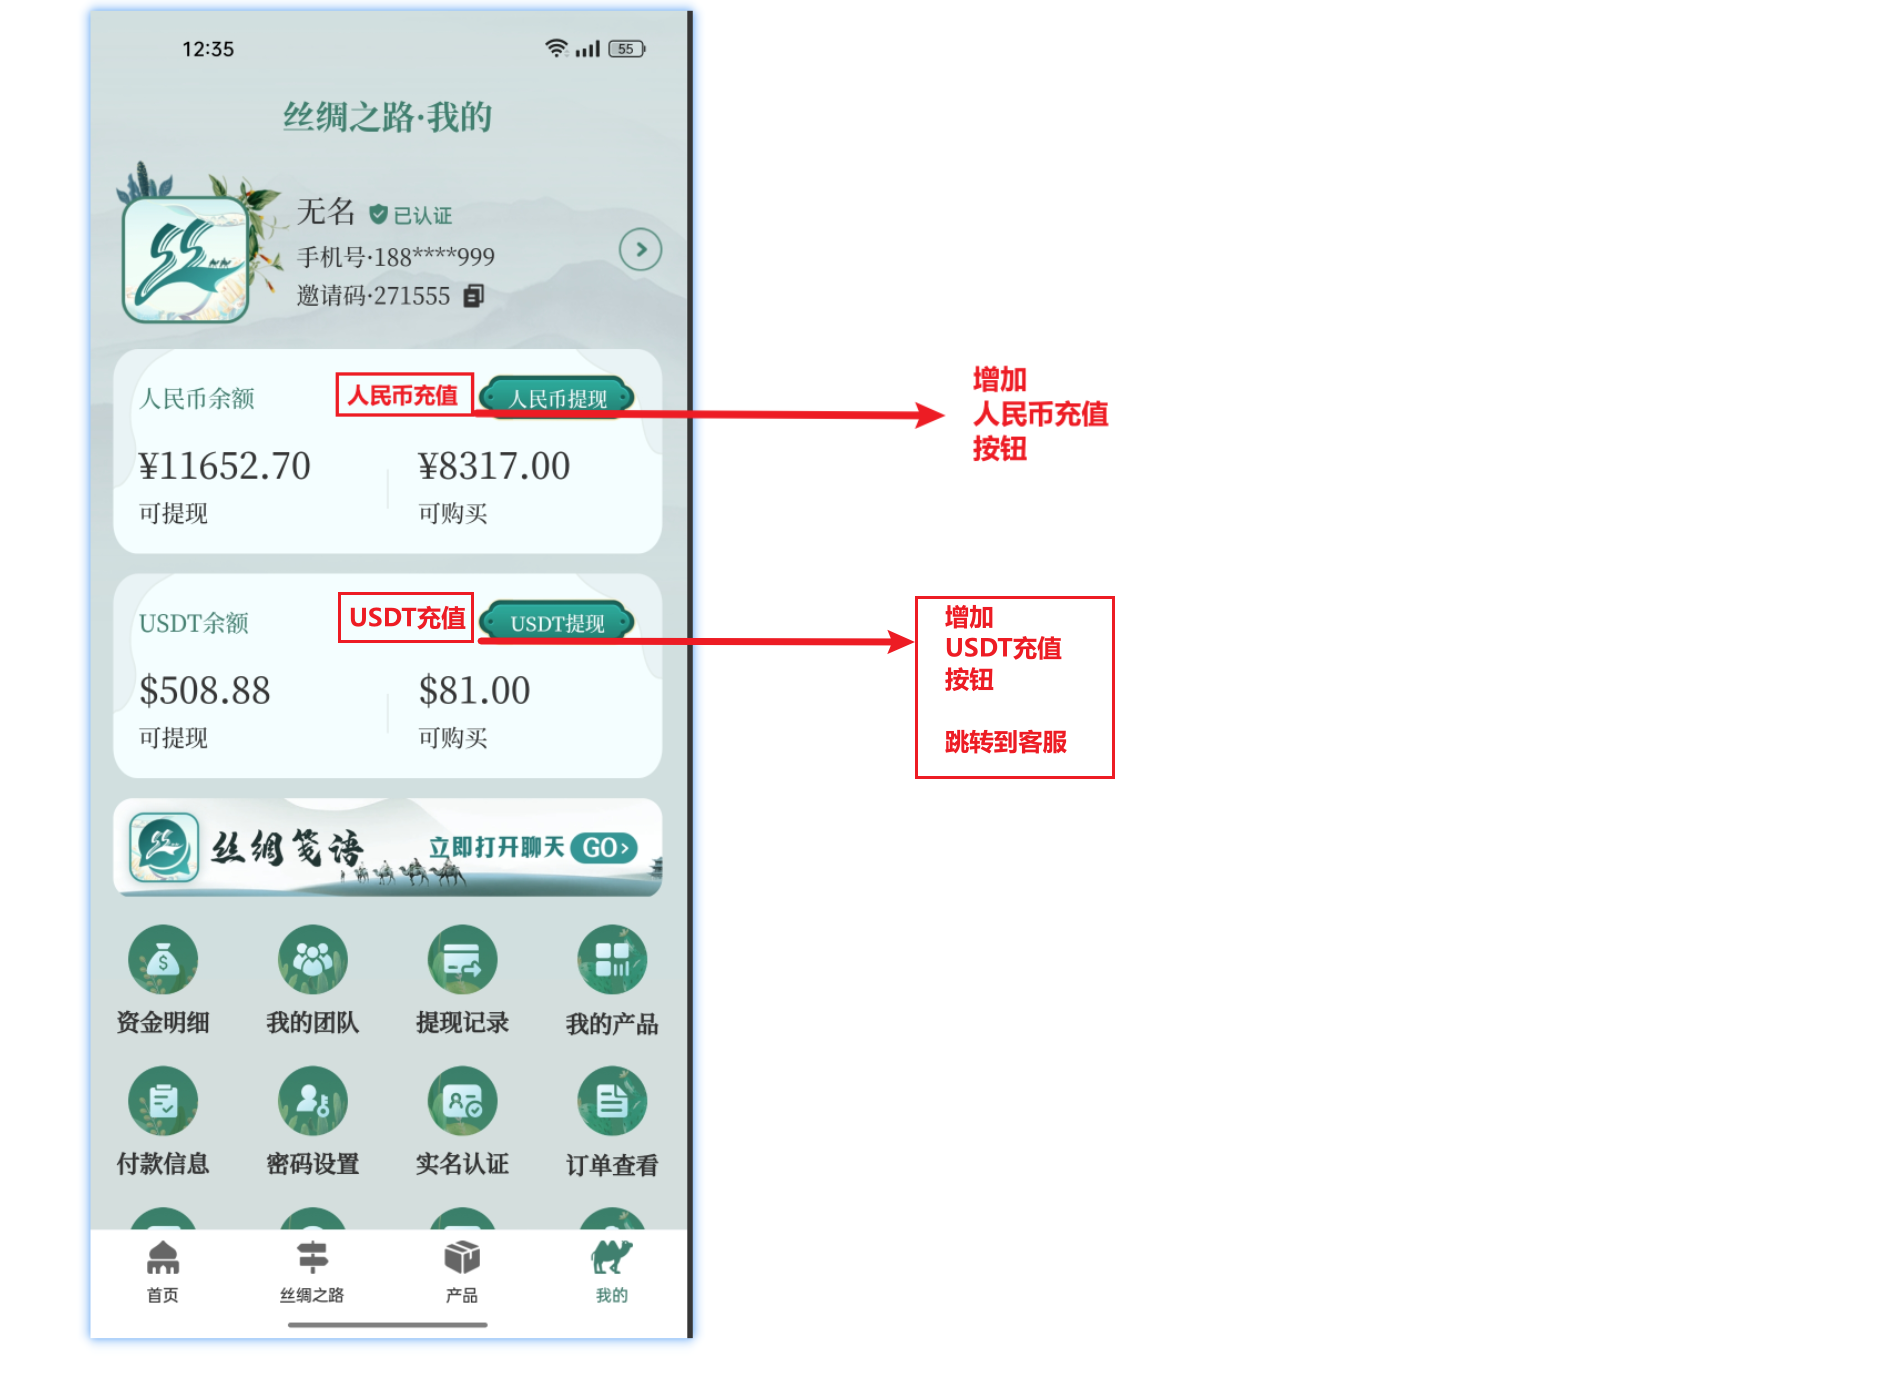 12:35
55
丝绸之路·我的
无名 已认证
手机号·188****999
邀请码·271555
人民币余额 人民币充值 人民币提现
增加
人民币充值
按钮
¥11652.70 ¥8317.00
可提现 可购买
USDT余额 USDT充值 USDT提现
增加
USDT充值
按钮
跳转到客服
$508.88 $81.00
可提现 可购买
丝绸笺语 立即打开聊天 GO>
资金明细 我的团队 提现记录 我的产品
付款信息 密码设置 实名认证 订单查看
首页 丝绸之路 产品 我的